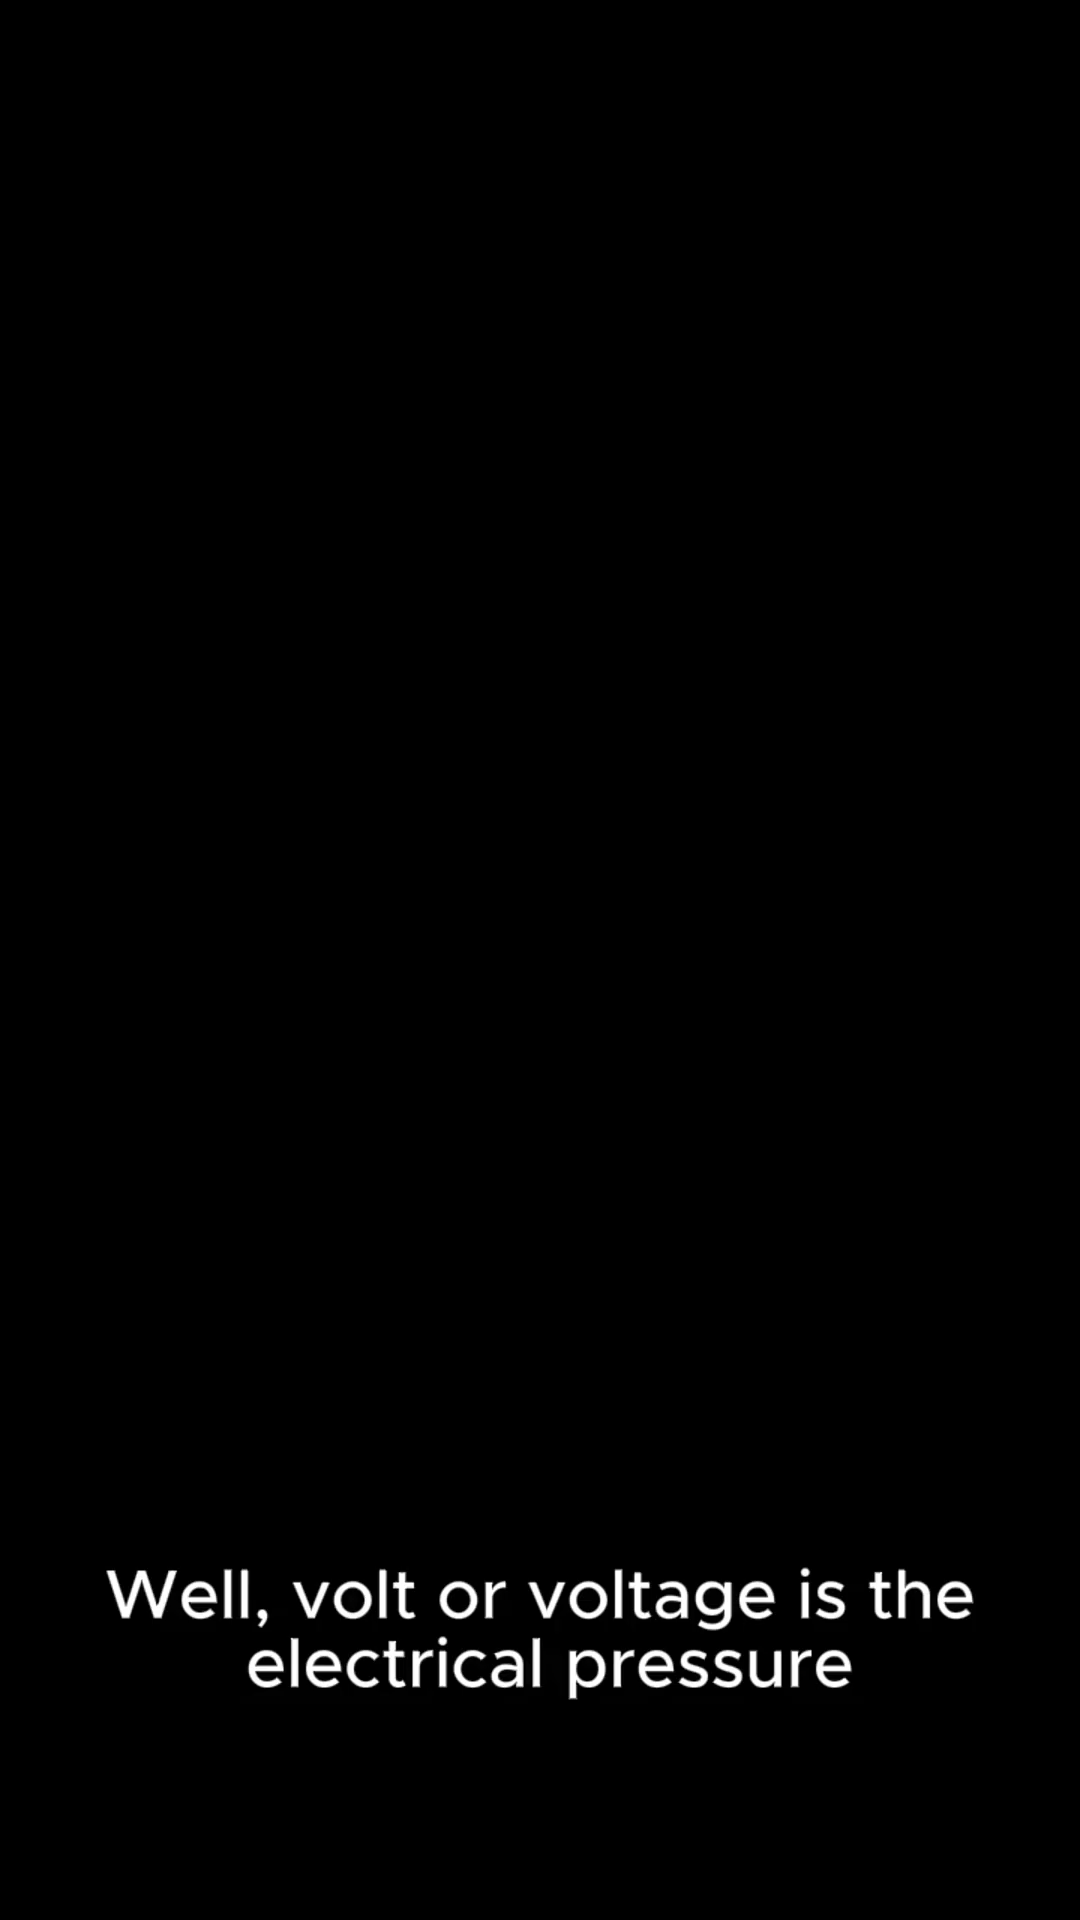 Well, volt or voltage is the
electrical pressure